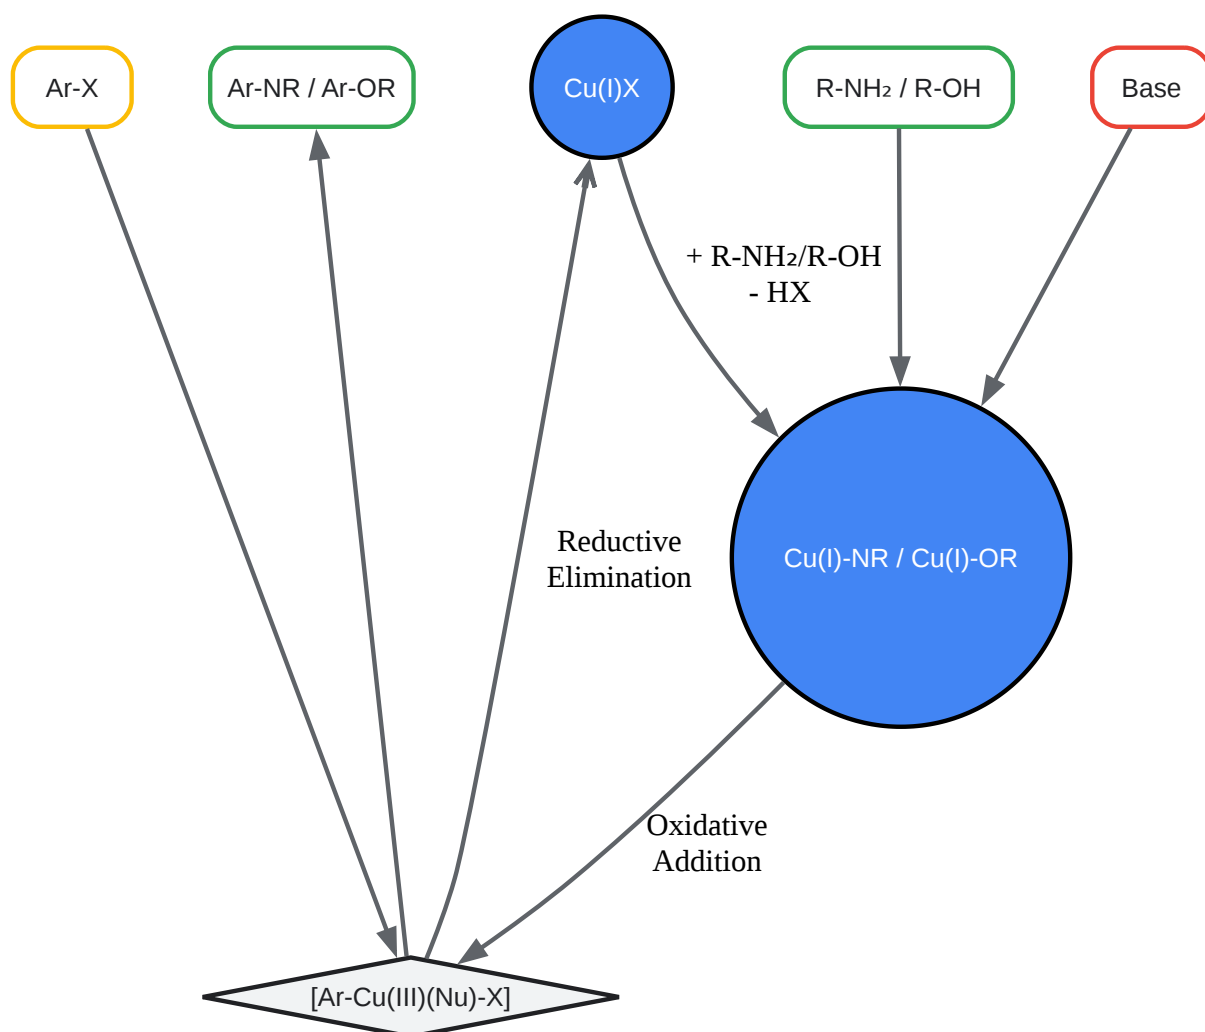 Ar-X
Ar-NR / Ar-OR
Cu(I)X
R-NH₂ / R-OH
Base
+ R-NH₂/R-OH
- HX
Reductive
Elimination
Cu(I)-NR / Cu(I)-OR
Oxidative
Addition
[Ar-Cu(III)(Nu)-X]